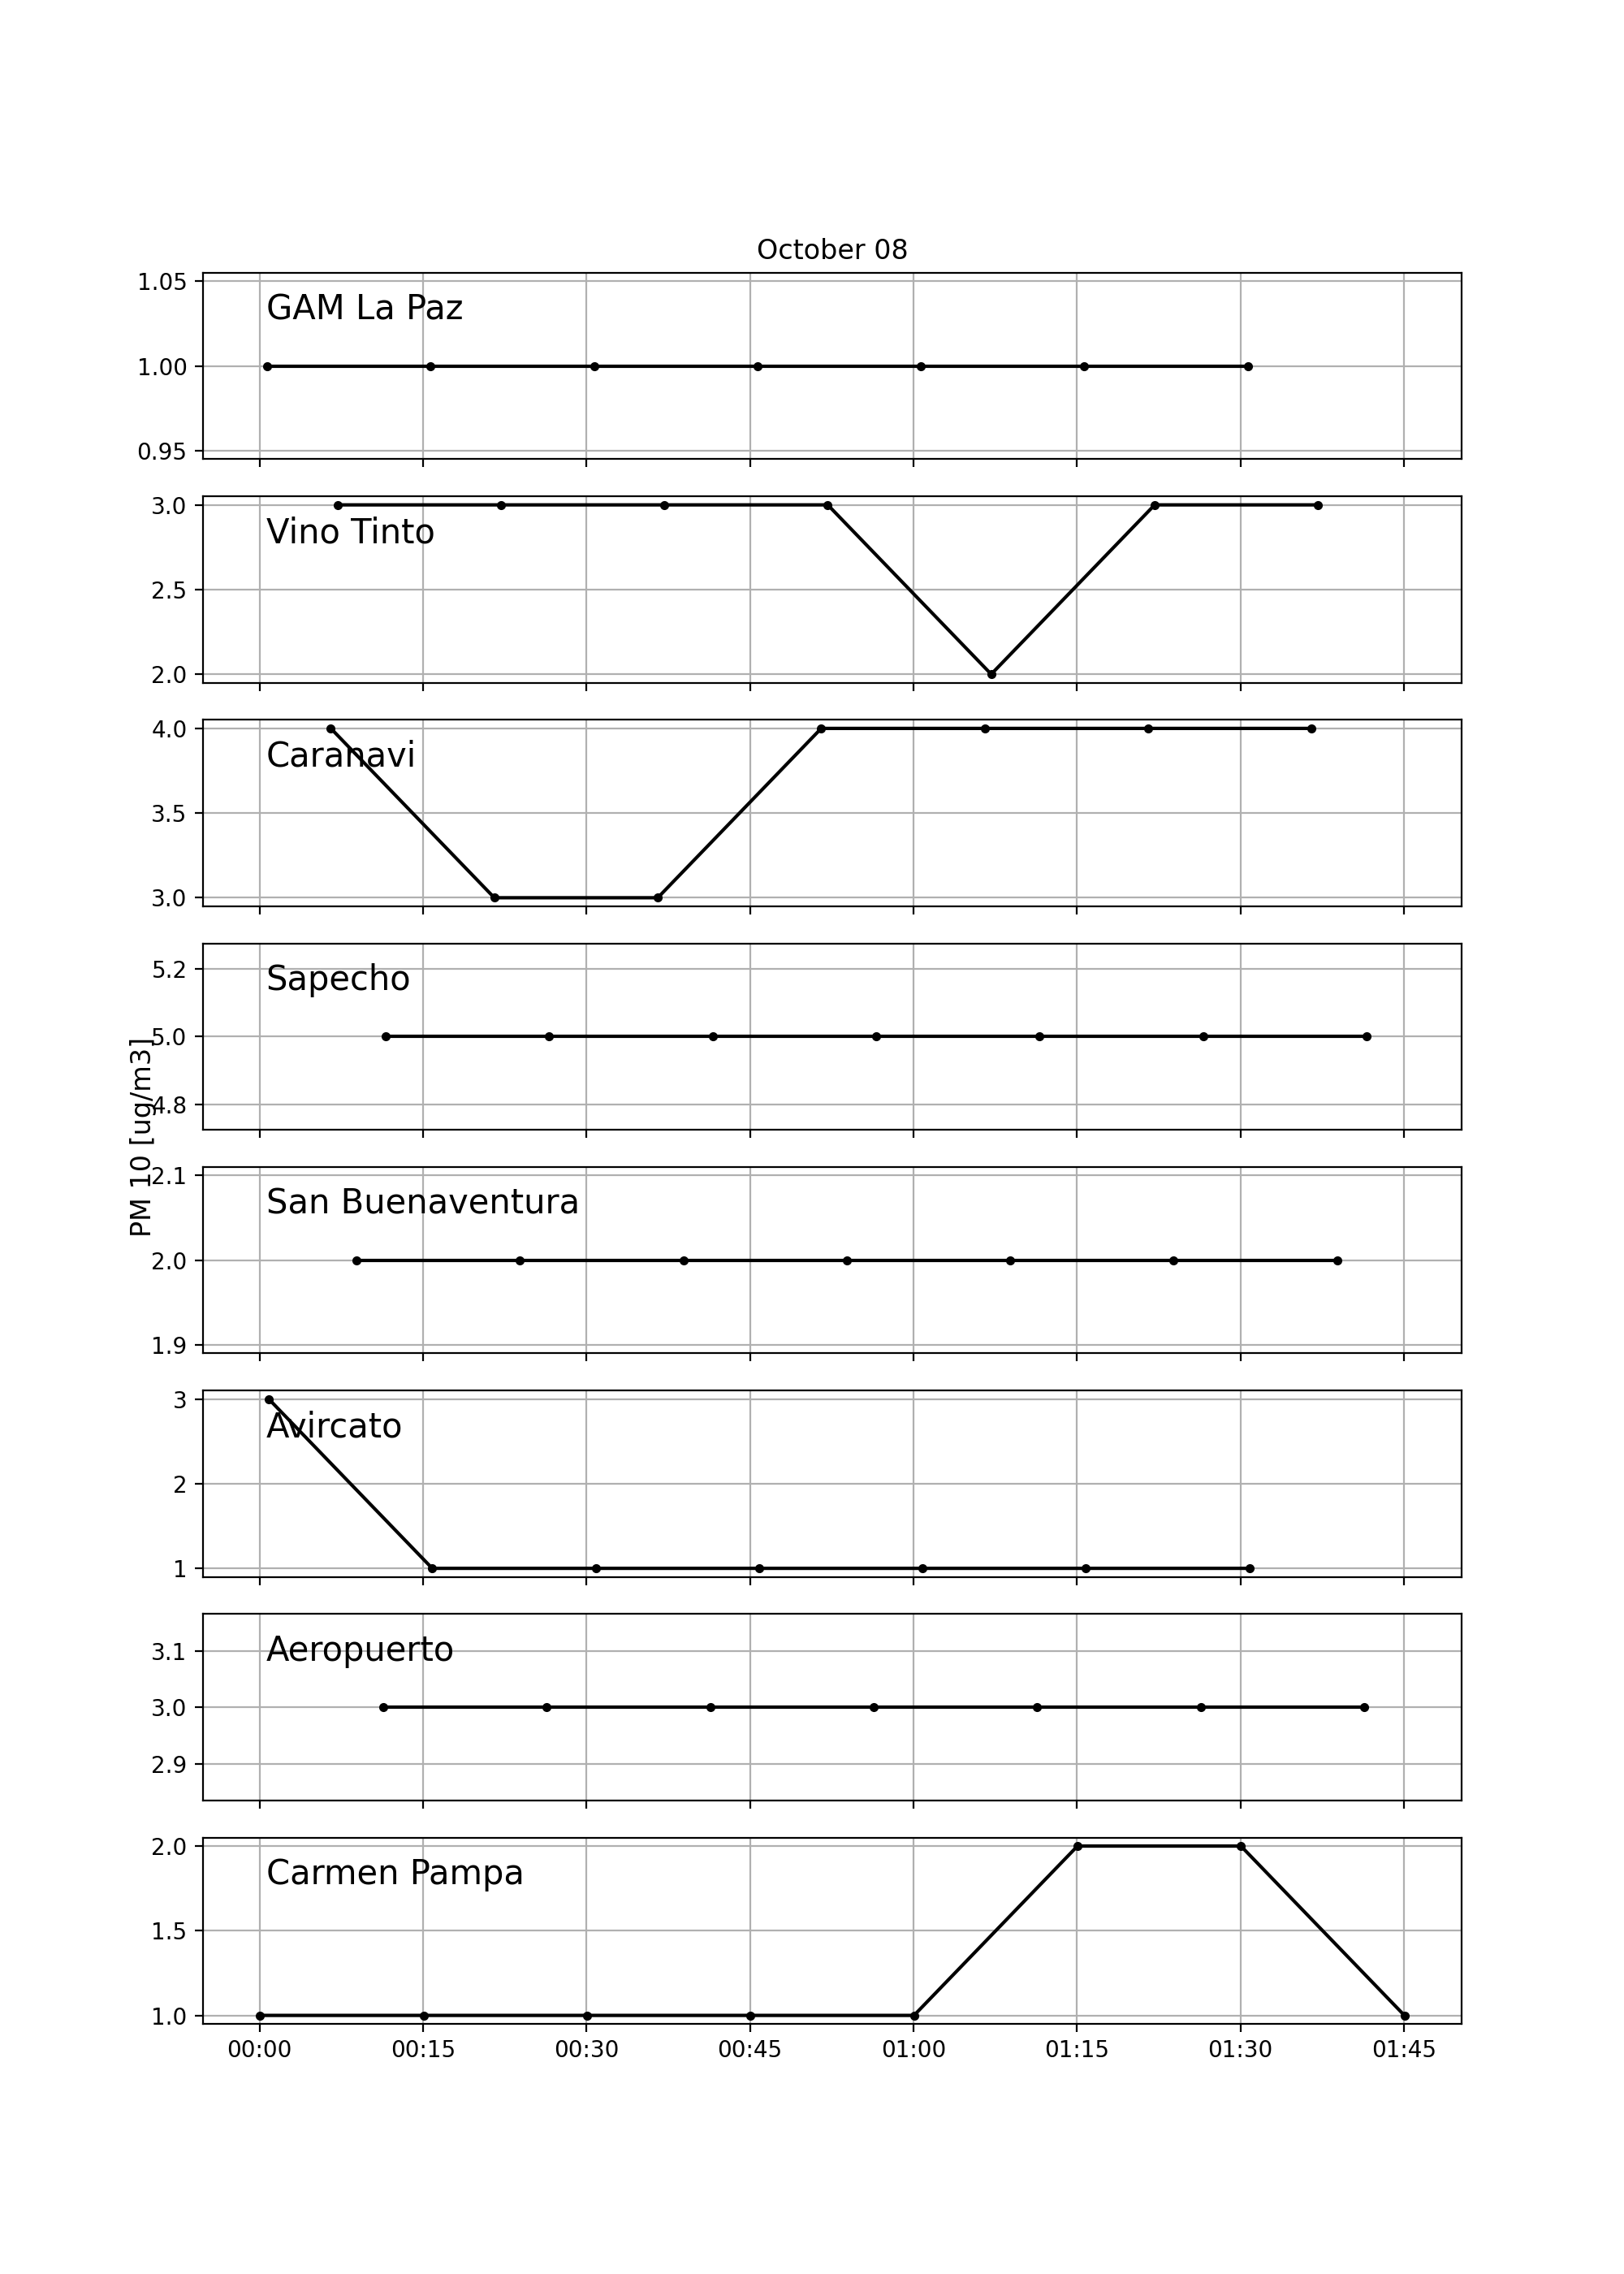 October 08
1.05
GAM La Paz
1.00
0.95
3.0
Vino Tinto
2.5
2.0
4.0
Caranavi
3.5
3.0
5.2
Sapecho
5.0
4.8
PM 10 [ug/m3]
2.1
San Buenaventura
2.0
1.9
3
Avircato
2
1
3.1
Aeropuerto
3.0
2.9
2.0
Carmen Pampa
1.5
1.0
00:00 00:15 00:30 00:45 01:00 01:15 01:30 01:45